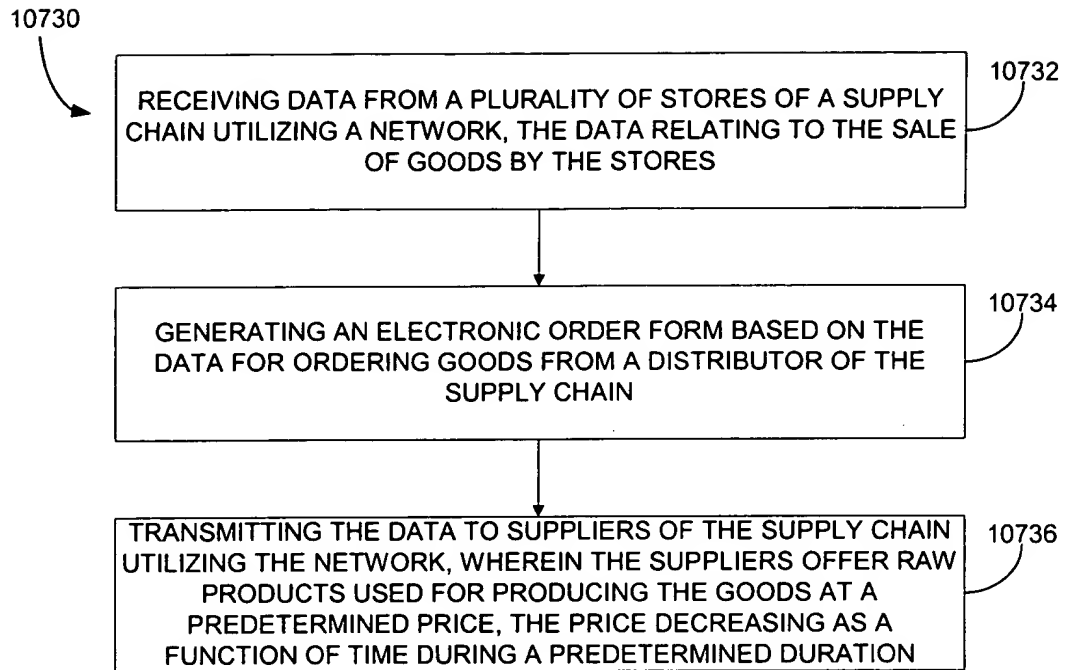 10730
10732
RECEIVING DATA FROM A PLURALITY OF STORES OF A SUPPLY
CHAIN UTILIZING A NETWORK, THE DATA RELATING TO THE SALE
OF GOODS BY THE STORES
10734
GENERATING AN ELECTRONIC ORDER FORM BASED ON THE
DATA FOR ORDERING GOODS FROM A DISTRIBUTOR OF THE
SUPPLY CHAIN
10736
TRANSMITTING THE DATA TO SUPPLIERS OF THE SUPPLY CHAIN
UTILIZING THE NETWORK, WHEREIN THE SUPPLIERS OFFER RAW
PRODUCTS USED FOR PRODUCING THE GOODS AT A
PREDETERMINED PRICE, THE PRICE DECREASING AS A
FUNCTION OF TIME DURING A PREDETERMINED DURATION